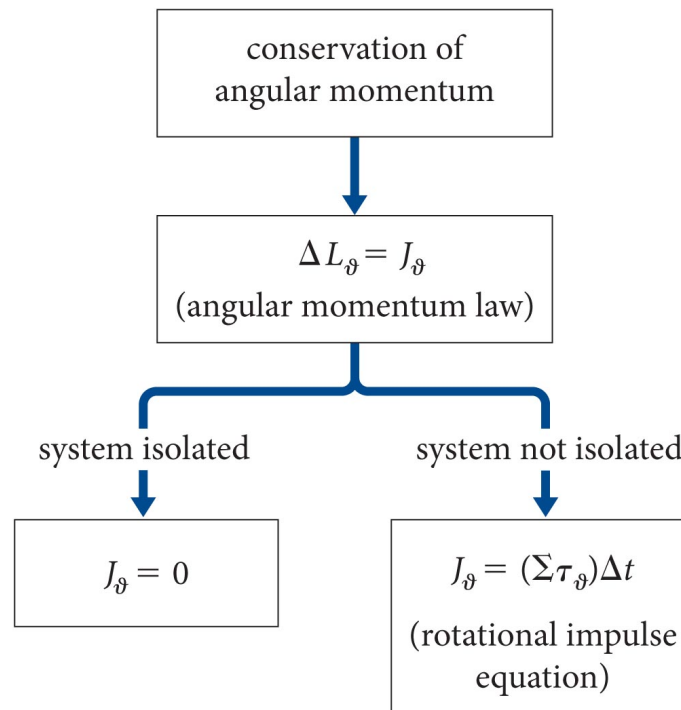 conservation of
angular momentum
Δ L_ϑ = J_ϑ
(angular momentum law)
system isolated
system not isolated
J_ϑ = 0
J_ϑ = (Στ_ϑ)Δt
(rotational impulse
equation)